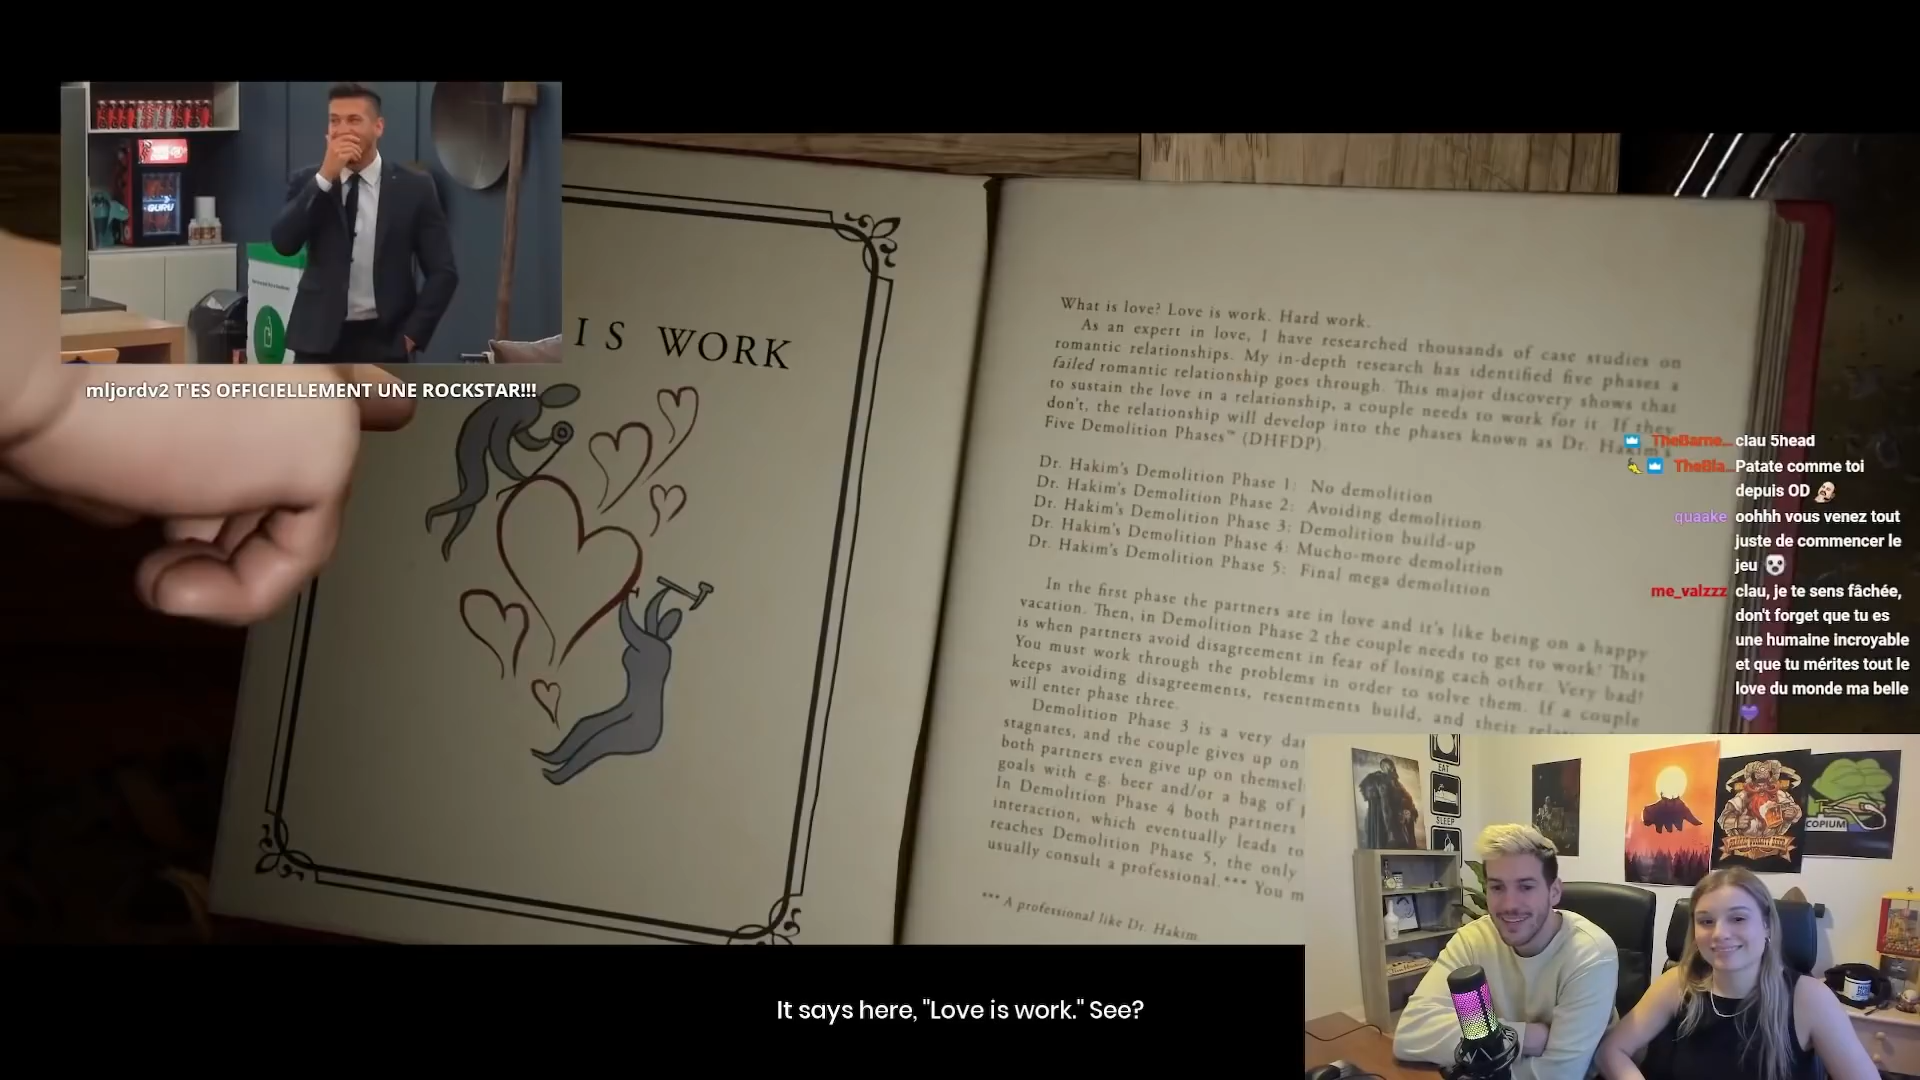 GURU
mljordv2 T'ES OFFICIELLEMENT UNE ROCKSTAR!!!
IS WORK
What is love? Love is work. Hard work.
As an expert in love, I have researched thousands of case studies on
romantic relationships. My in-depth research has identified five phases a
failed romantic relationship goes through. This major discovery shows that
to sustain the love in a relationship, a couple needs to work for it. If they
don't, the relationship will develop into the phases known as Dr. Hakim's
Five Demolition Phases™ (DHFDP).
Dr. Hakim's Demolition Phase 1: No demolition
Dr. Hakim's Demolition Phase 2: Avoiding demolition
Dr. Hakim's Demolition Phase 3: Demolition build-up
Dr. Hakim's Demolition Phase 4: Mucho-more demolition
Dr. Hakim's Demolition Phase 5: Final mega demolition
In the first phase the partners are in love and it's like being on a happy
vacation. Then, in Demolition Phase 2 the couple needs to get to work! This
is when partners avoid disagreement in fear of losing each other. Very bad!
You must work through the problems in order to solve them. If a couple
keeps avoiding disagreements, resentments build, and their
will enter phase three.
Demolition Phase 3 is a very
stagnates, and the couple gives up on
both partners even give up on
goals with e.g. beer and/or a bag of
In Demolition Phase 4 both partners
interaction, which eventually leads to
reaches Demolition Phase 5, the only
usually consult a professional.*** You
*** A professional like Dr. Hakim
TheBarne... clau 5head
TheBla... Patate comme toi
depuis OD
quaake oohhh vous venez tout
juste de commencer le
jeu
me_valzzz clau, je te sens fâchée,
don't forget que tu es
une humaine incroyable
et que tu mérites tout le
love du monde ma belle
EAT
SLEEP
COPIUM
It says here, "Love is work." See?